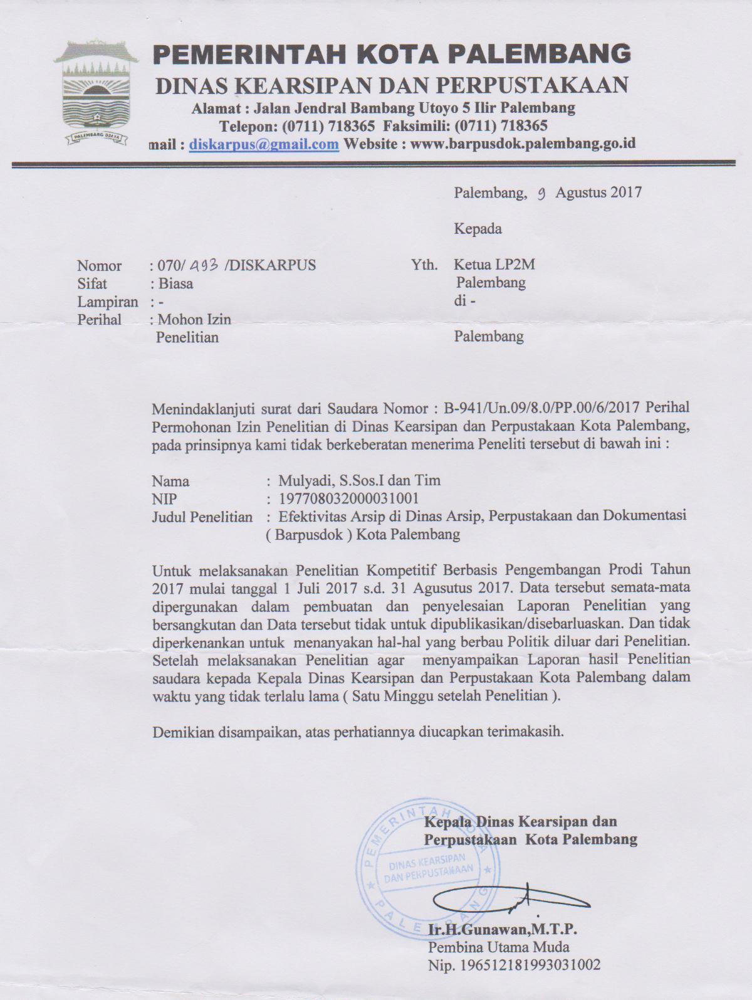 PEMERINTAH KOTA PALEMBANG
DINAS KEARSIPAN DAN PERPUSTAKAAN
Alamat : Jalan Jendral Bambang Utoyo 5 Ilir Palembang
Telepon: (0711) 718365 Faksimili: (0711) 718365
mail : diskarpus@gmail.com Website : www.barpusdok.palembang.go.id
PALEMBANG DJAYA
Palembang, 9 Agustus 2017
Kepada
Nomor : 070/ 493 /DISKARPUS
Sifat : Biasa
Lampiran : -
Perihal : Mohon Izin
Penelitian
Yth. Ketua LP2M
Palembang
di -
Palembang
Menindaklanjuti surat dari Saudara Nomor : B-941/Un.09/8.0/PP.00/6/2017 Perihal
Permohonan Izin Penelitian di Dinas Kearsipan dan Perpustakaan Kota Palembang,
pada prinsipnya kami tidak berkeberatan menerima Peneliti tersebut di bawah ini :
Nama : Mulyadi, S.Sos.I dan Tim
NIP : 197708032000031001
Judul Penelitian : Efektivitas Arsip di Dinas Arsip, Perpustakaan dan Dokumentasi
( Barpusdok ) Kota Palembang
Untuk melaksanakan Penelitian Kompetitif Berbasis Pengembangan Prodi Tahun
2017 mulai tanggal 1 Juli 2017 s.d. 31 Agusutus 2017. Data tersebut semata-mata
dipergunakan dalam pembuatan dan penyelesaian Laporan Penelitian yang
bersangkutan dan Data tersebut tidak untuk dipublikasikan/disebarluaskan. Dan tidak
diperkenankan untuk menanyakan hal-hal yang berbau Politik diluar dari Penelitian.
Setelah melaksanakan Penelitian agar menyampaikan Laporan hasil Penelitian
saudara kepada Kepala Dinas Kearsipan dan Perpustakaan Kota Palembang dalam
waktu yang tidak terlalu lama ( Satu Minggu setelah Penelitian ).
Demikian disampaikan, atas perhatiannya diucapkan terimakasih.
Kepala Dinas Kearsipan dan
Perpustakaan Kota Palembang
PEMERINTAH KOTA
DINAS KEARSIPAN
DAN PERPUSTAKAAN
PALEMBANG
Ir.H.Gunawan,M.T.P.
Pembina Utama Muda
Nip. 196512181993031002